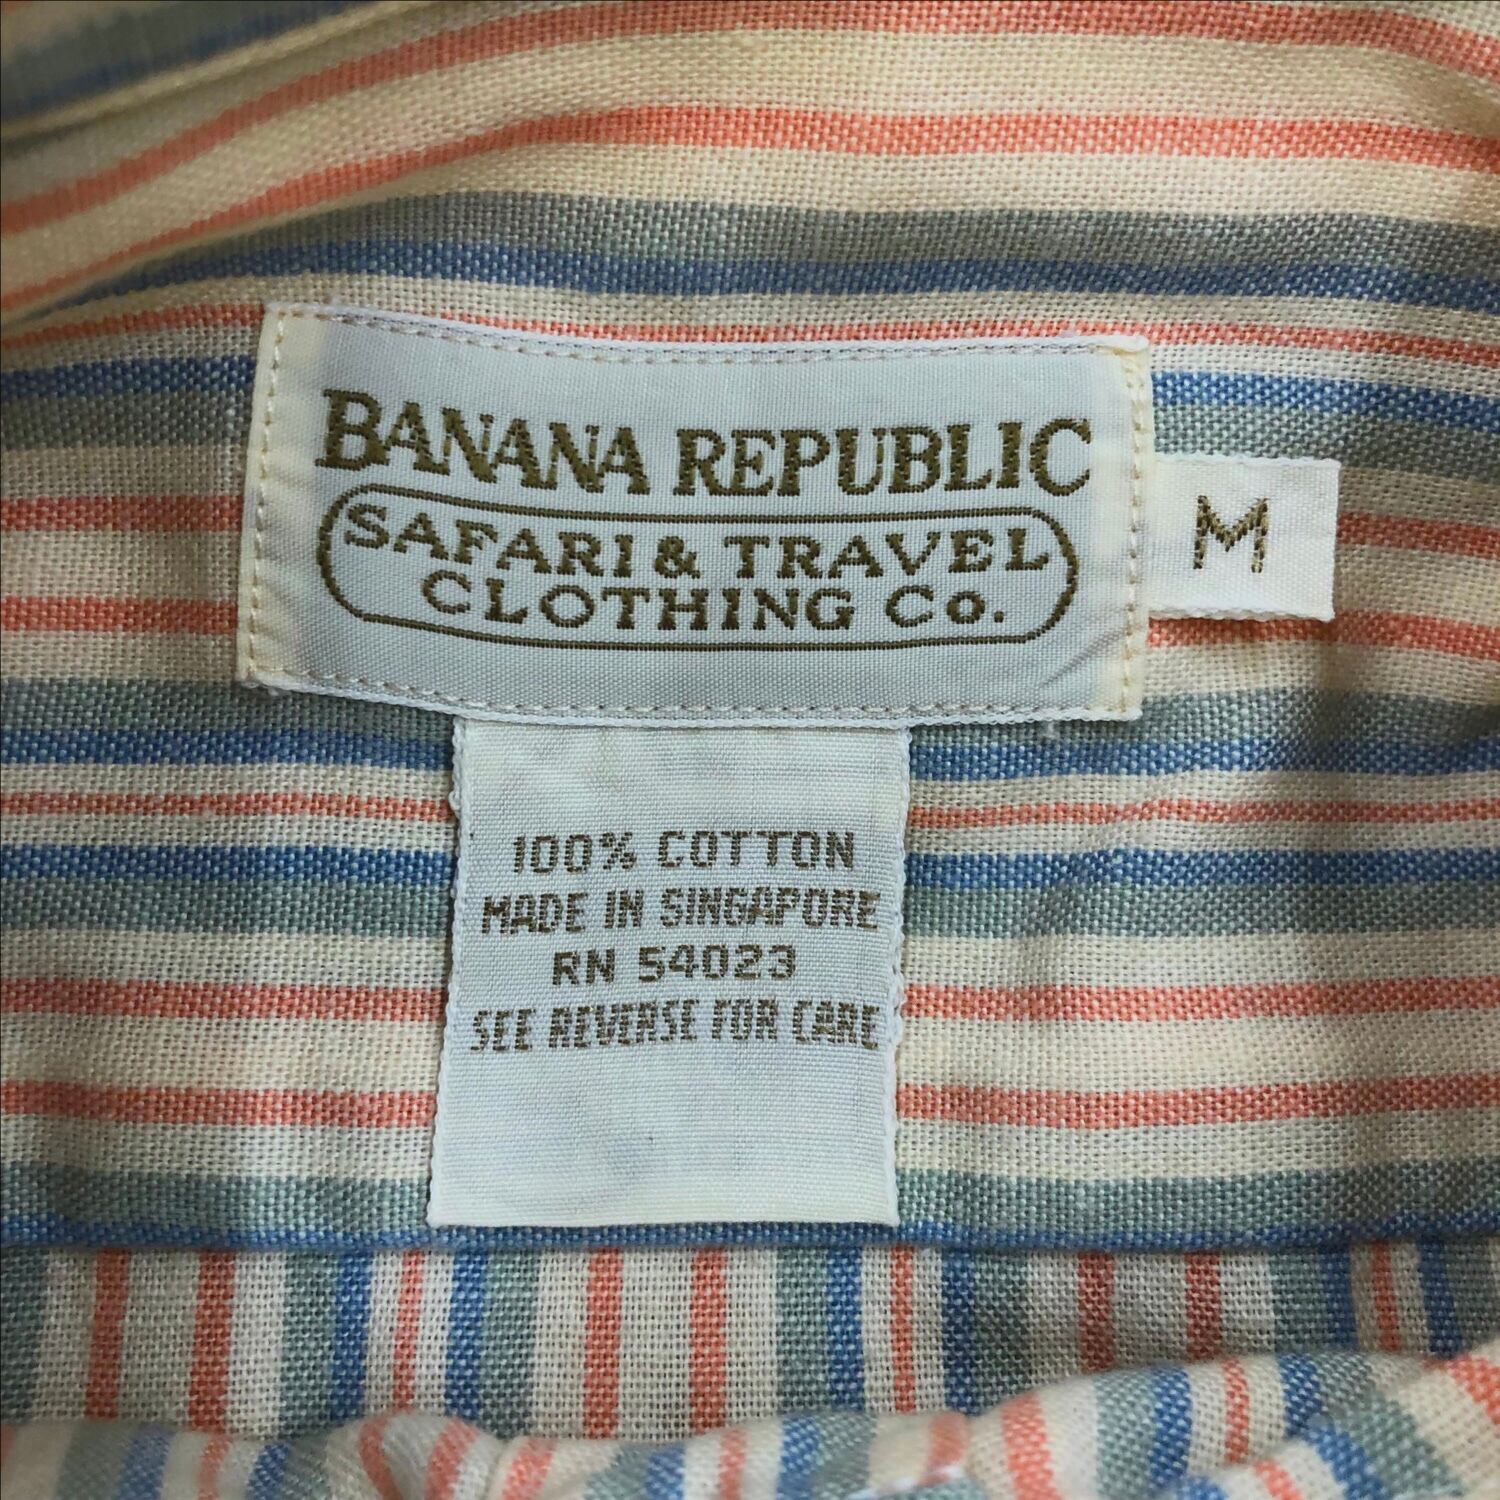 BANANA REPUBLIC
SAFARI & TRAVEL
CLOTHING Co.
M
100% COTTON
MADE IN SINGAPORE
RN 54023
SEE REVERSE FOR CARE